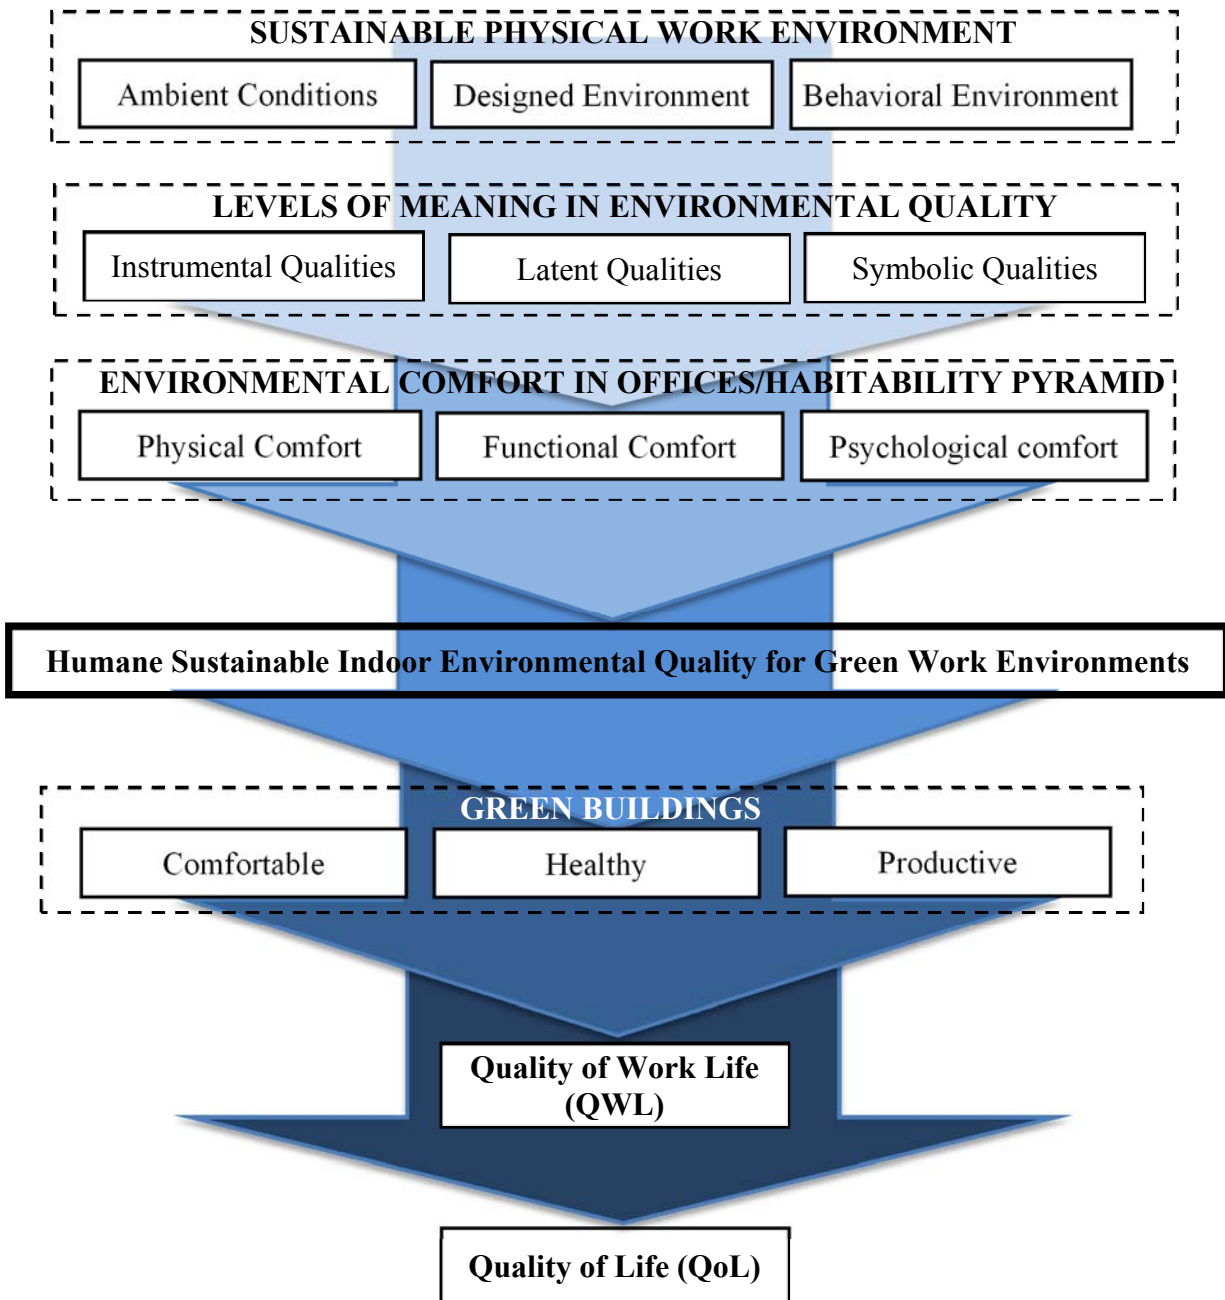 SUSTAINABLE PHYSICAL WORK ENVIRONMENT
Ambient Conditions
Designed Environment
Behavioral Environment
LEVELS OF MEANING IN ENVIRONMENTAL QUALITY
Instrumental Qualities
Latent Qualities
Symbolic Qualities
ENVIRONMENTAL COMFORT IN OFFICES/HABITABILITY PYRAMID
Physical Comfort
Functional Comfort
Psychological comfort
Humane Sustainable Indoor Environmental Quality for Green Work Environments
GREEN BUILDINGS
Comfortable
Healthy
Productive
Quality of Work Life
(QWL)
Quality of Life (QoL)